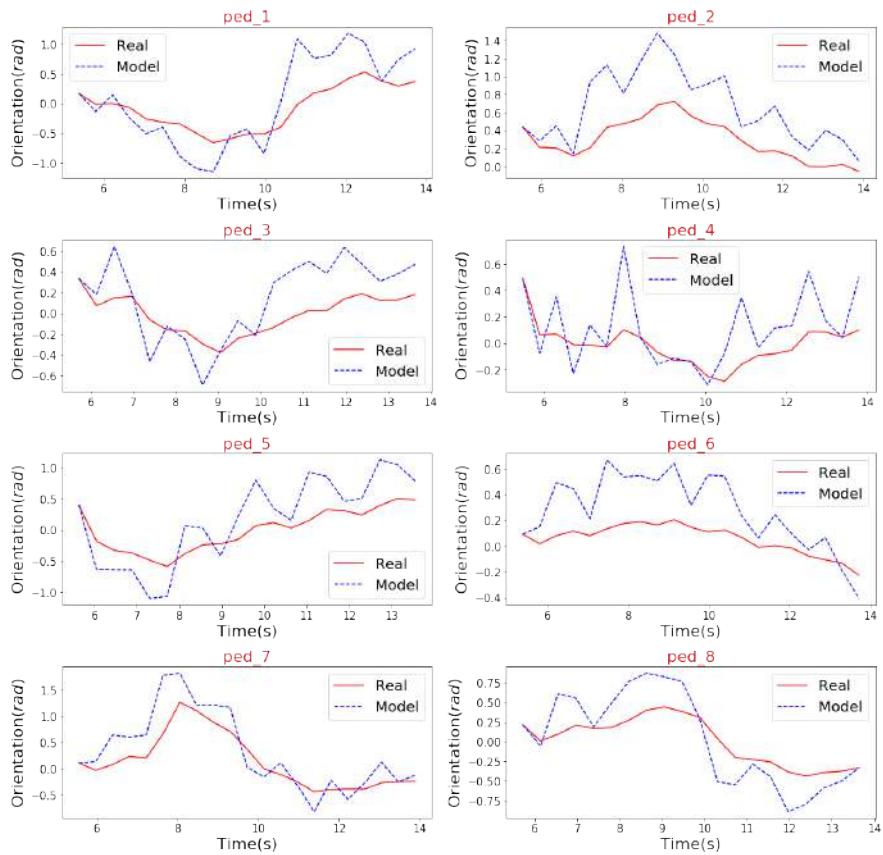 ped_1
Orientation(rad)
1.0
0.5
0.0
−0.5
−1.0
Real
Model
6 8 10 12 14
Time(s)
ped_2
Orientation(rad)
1.4
1.2
1.0
0.8
0.6
0.4
0.2
0.0
Real
Model
6 7 8 9 10 11 12 13 14
Time(s)
ped_3
Orientation(rad)
0.6
0.4
0.2
0.0
−0.2
−0.4
−0.6
Real
Model
6 7 8 9 10 11 12 13 14
Time(s)
ped_4
Orientation(rad)
0.6
0.4
0.2
0.0
−0.2
Real
Model
6 8 10 12 14
Time(s)
ped_5
Orientation(rad)
1.0
0.5
0.0
−0.5
−1.0
Real
Model
6 7 8 9 10 11 12 13
Time(s)
ped_6
Orientation(rad)
0.6
0.4
0.2
0.0
−0.2
−0.4
Real
Model
6 8 10 12 14
Time(s)
ped_7
Orientation(rad)
1.5
1.0
0.5
0.0
−0.5
Real
Model
6 8 10 12 14
Time(s)
ped_8
Orientation(rad)
0.75
0.50
0.25
0.00
−0.25
−0.50
−0.75
Real
Model
6 7 8 9 10 11 12 13 14
Time(s)